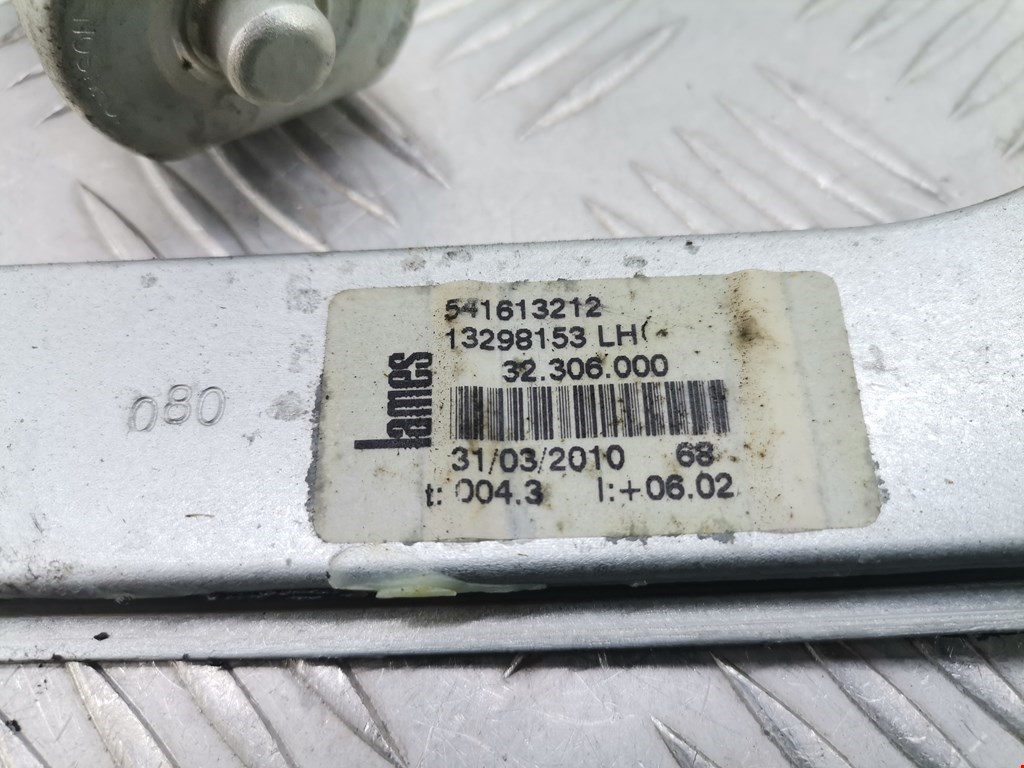 541613212
13298153 LH(
32.306.000
lames
31/03/2010 68
t: 004.3 I:+06.02
080